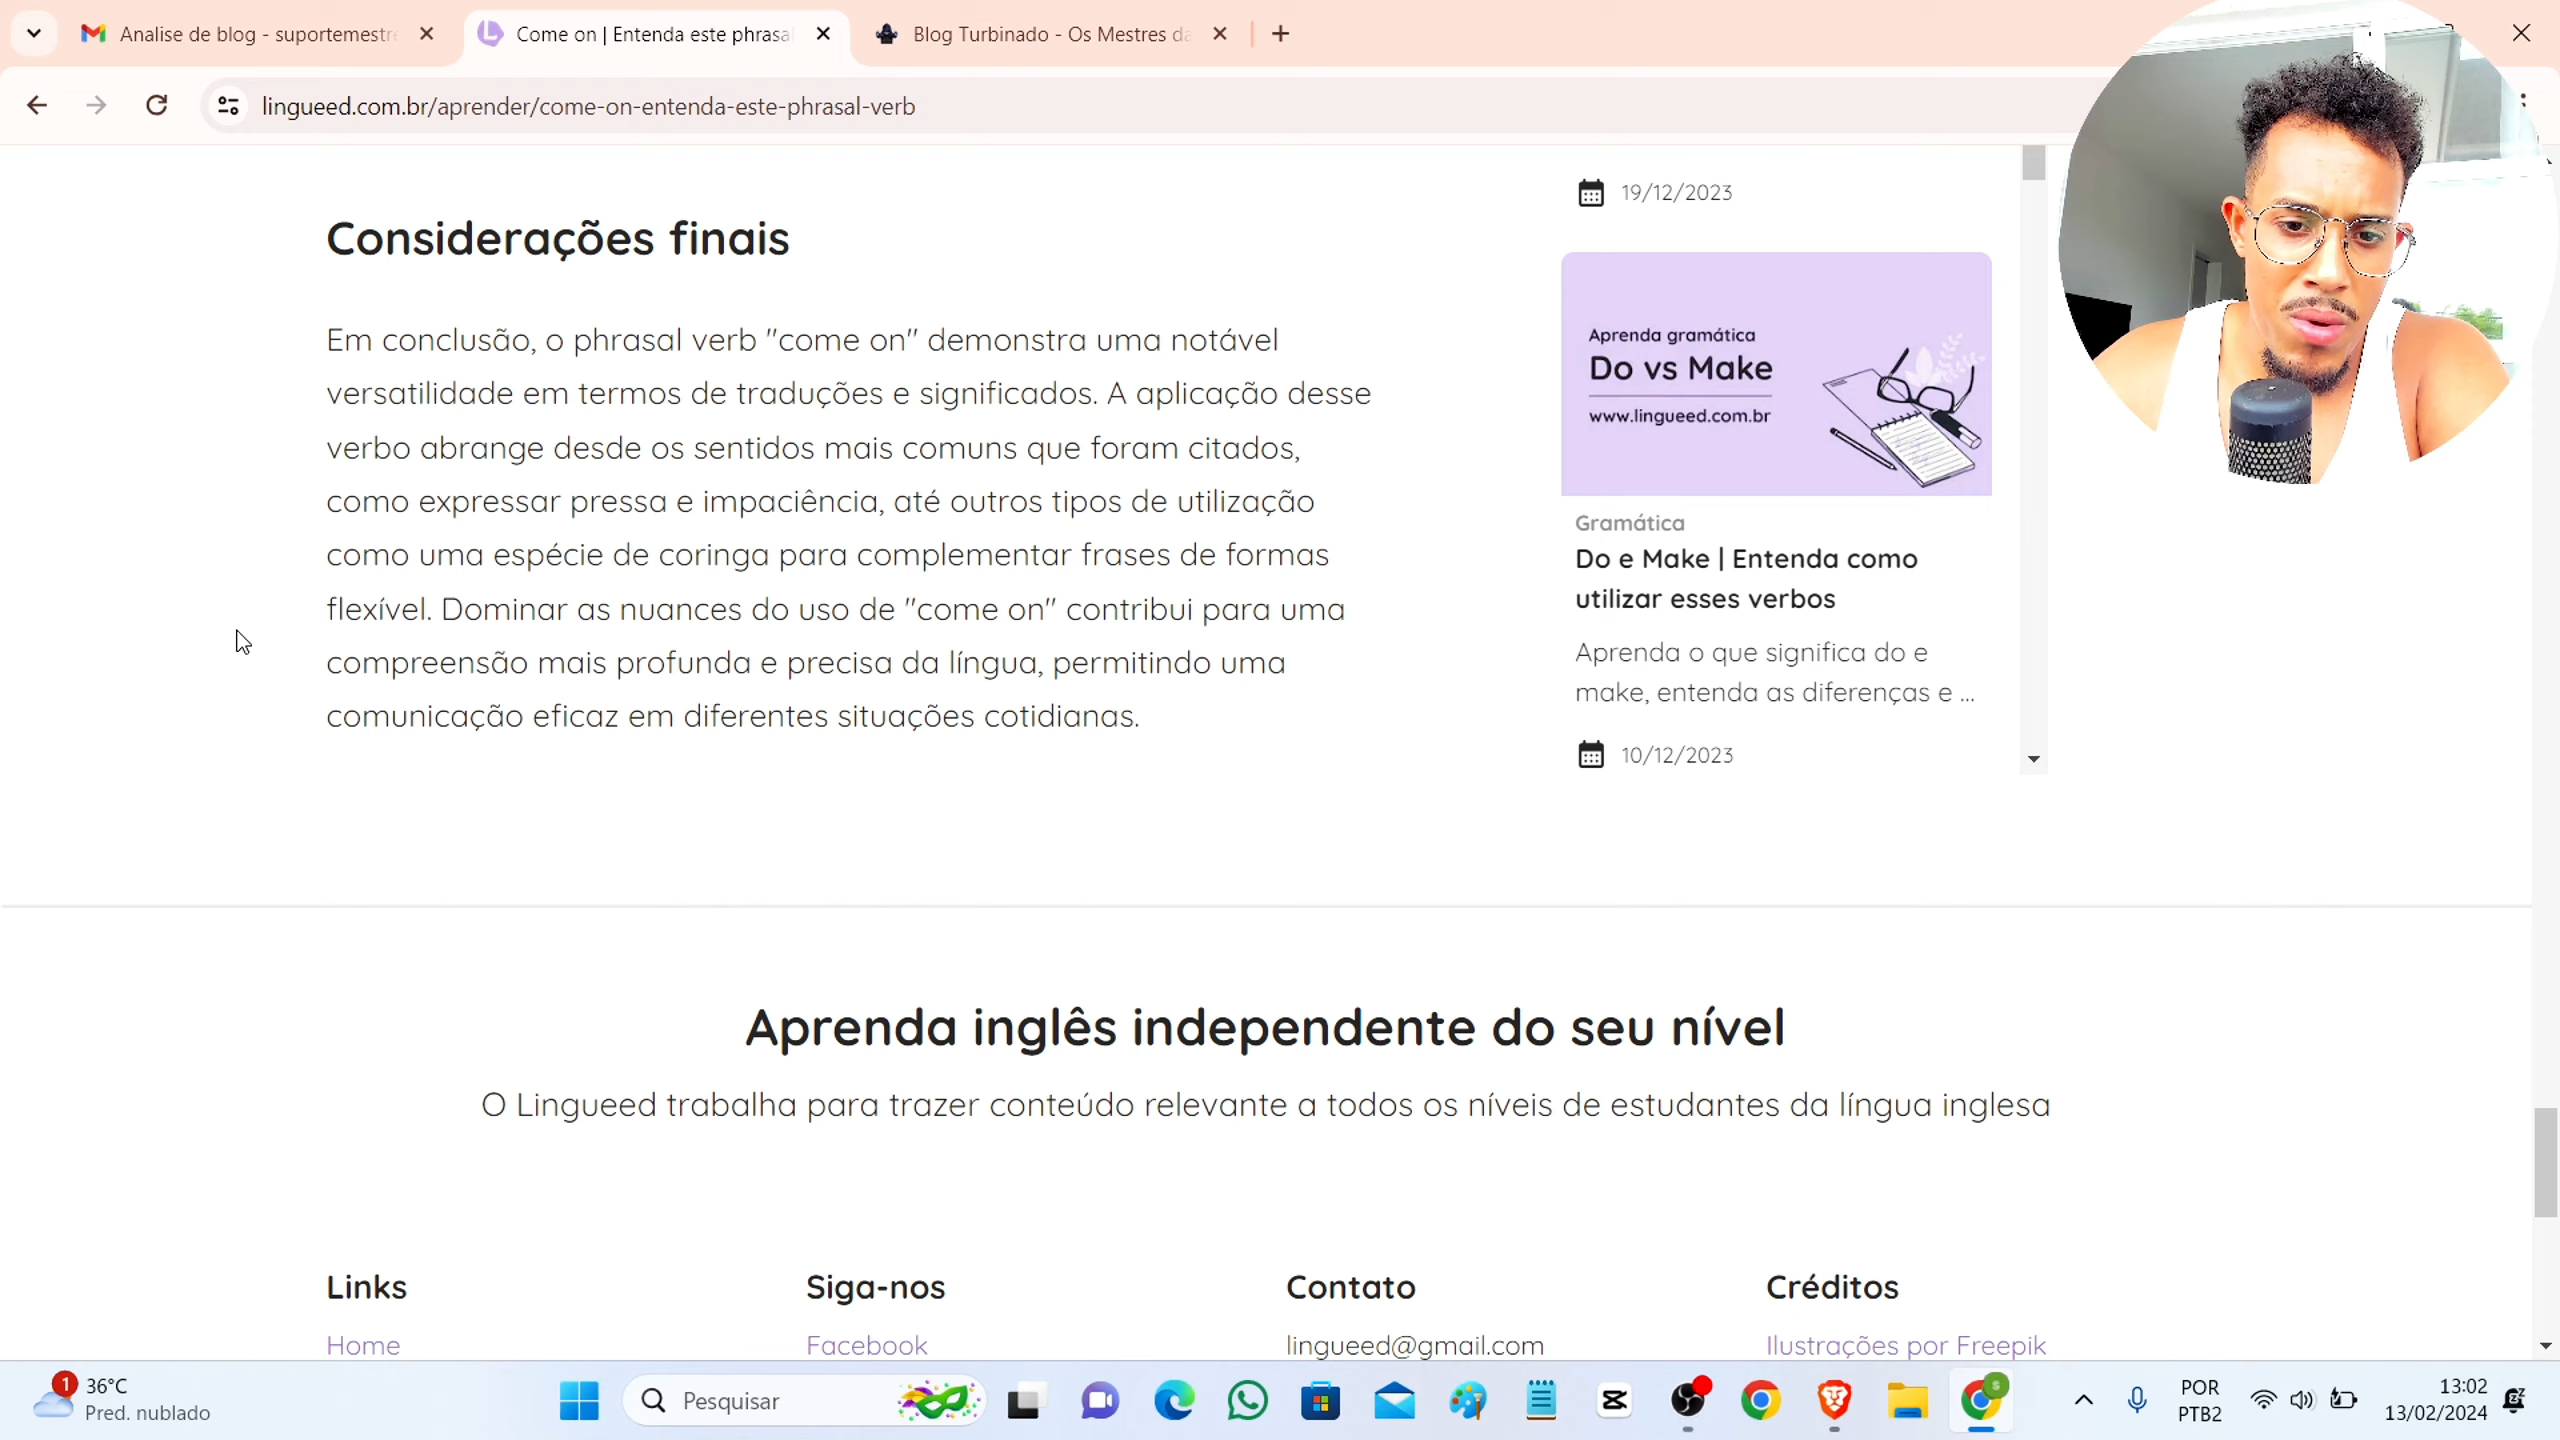 Analise de blog - suportemestre
Come on | Entenda este phrasal
Blog Turbinado - Os Mestres da
lingueed.com.br/aprender/come-on-entenda-este-phrasal-verb
Considerações finais
Em conclusão, o phrasal verb "come on" demonstra uma notável
versatilidade em termos de traduções e significados. A aplicação desse
verbo abrange desde os sentidos mais comuns que foram citados,
como expressar pressa e impaciência, até outros tipos de utilização
como uma espécie de coringa para complementar frases de formas
flexível. Dominar as nuances do uso de "come on" contribui para uma
compreensão mais profunda e precisa da língua, permitindo uma
comunicação eficaz em diferentes situações cotidianas.
19/12/2023
Aprenda gramática
Do vs Make
www.lingueed.com.br
Gramática
Do e Make | Entenda como
utilizar esses verbos
Aprenda o que significa do e
make, entenda as diferenças e ...
10/12/2023
Aprenda inglês independente do seu nível
O Lingueed trabalha para trazer conteúdo relevante a todos os níveis de estudantes da língua inglesa
Links
Home
Siga-nos
Facebook
Contato
lingueed@gmail.com
Créditos
Ilustrações por Freepik
1
36°C
Pred. nublado
Pesquisar
POR
PTB2
13:02
13/02/2024